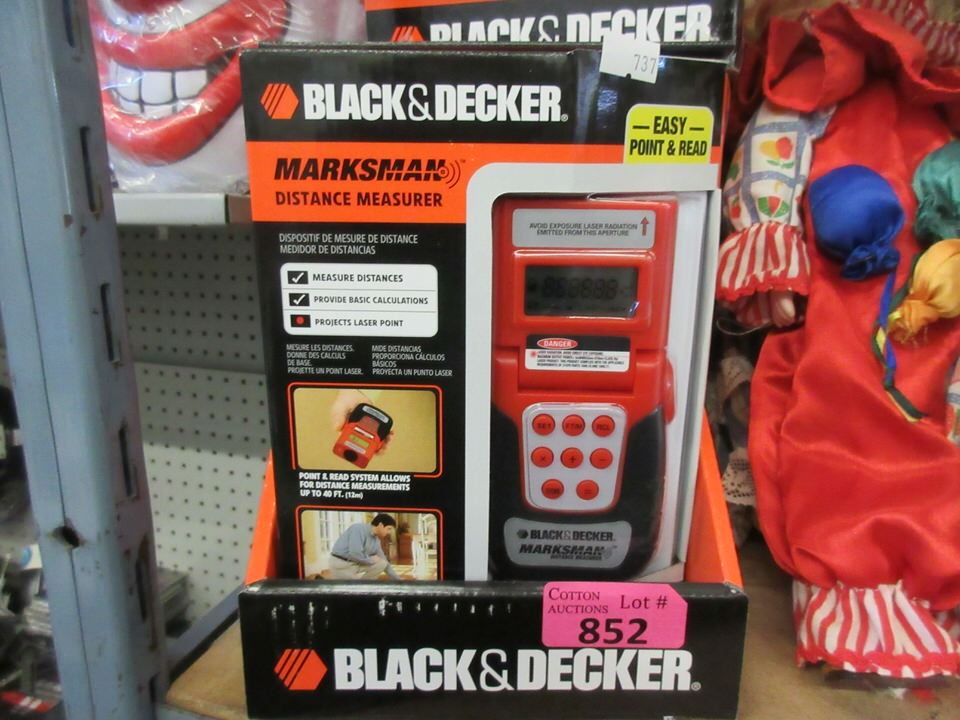 BLACK & DECKER
737
BLACK&DECKER®
EASY
POINT & READ
MARKSMAN™
DISTANCE MEASURER
DISPOSITIF DE MESURE DE DISTANCE
MEDIDOR DE DISTANCIAS
MEASURE DISTANCES
PROVIDE BASIC CALCULATIONS
PROJECTS LASER POINT
MESURE LES DISTANCES.
DONNE DES CALCULS
DE BASE.
PROJETTE UN POINT LASER.
MIDE DISTANCIAS
PROPORCIONA CÁLCULOS
BÁSICOS
PROYECTA UN PUNTO LASER
POINT & READ SYSTEM ALLOWS
FOR DISTANCE MEASUREMENTS
UP TO 40 FT. (12m)
AVOID EXPOSURE LASER RADIATION
EMITTED FROM THIS APERTURE
DANGER
SET FT/M RCL
× + −
=
BLACK&DECKER.
MARKSMAN
DISTANCE MEASURER
COTTON
AUCTIONS
Lot #
852
BLACK&DECKER®